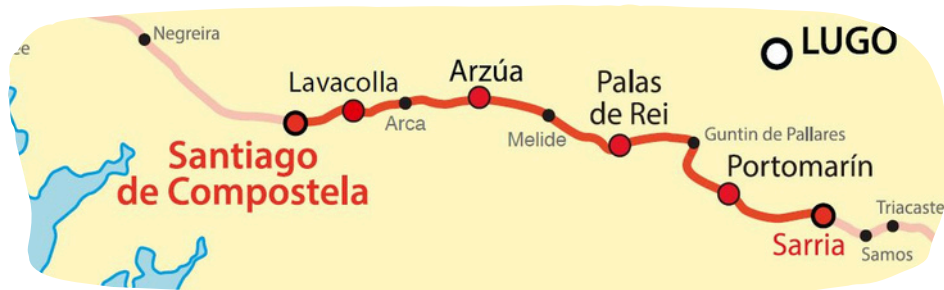 Negreira
LUGO
Lavacolla
Arzúa
Palas
de Rei
Arca
Melide
Guntin de Pallares
Santiago
de Compostela
Portomarín
Sarria
Triacaste
Samos